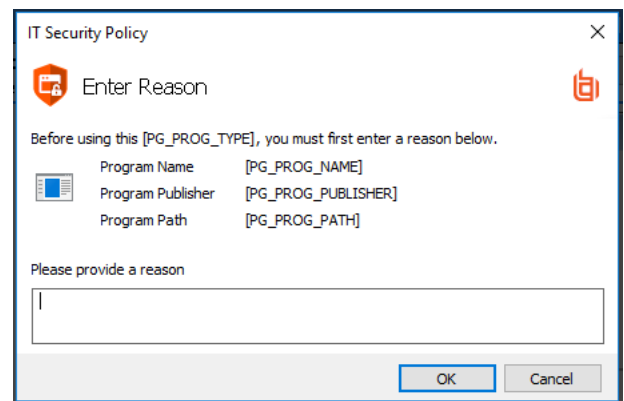 IT Security Policy
Enter Reason
Before using this [PG_PROG_TYPE], you must first enter a reason below.
Program Name [PG_PROG_NAME]
Program Publisher [PG_PROG_PUBLISHER]
Program Path [PG_PROG_PATH]
Please provide a reason
OK Cancel